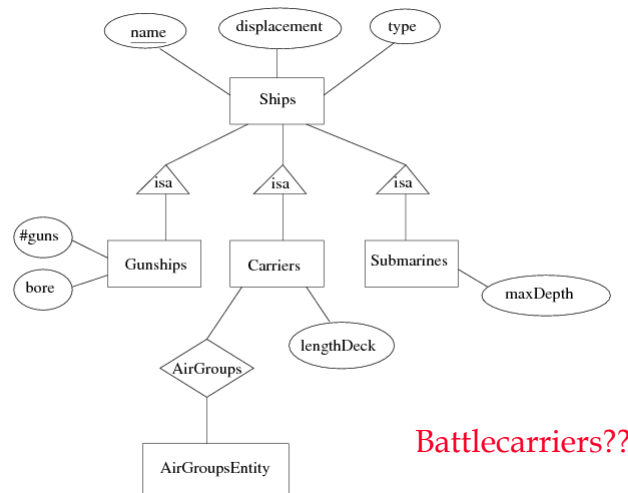 name
displacement
type
Ships
isa
isa
isa
#guns
bore
Gunships
Carriers
Submarines
maxDepth
lengthDeck
AirGroups
AirGroupsEntity
Battlecarriers??